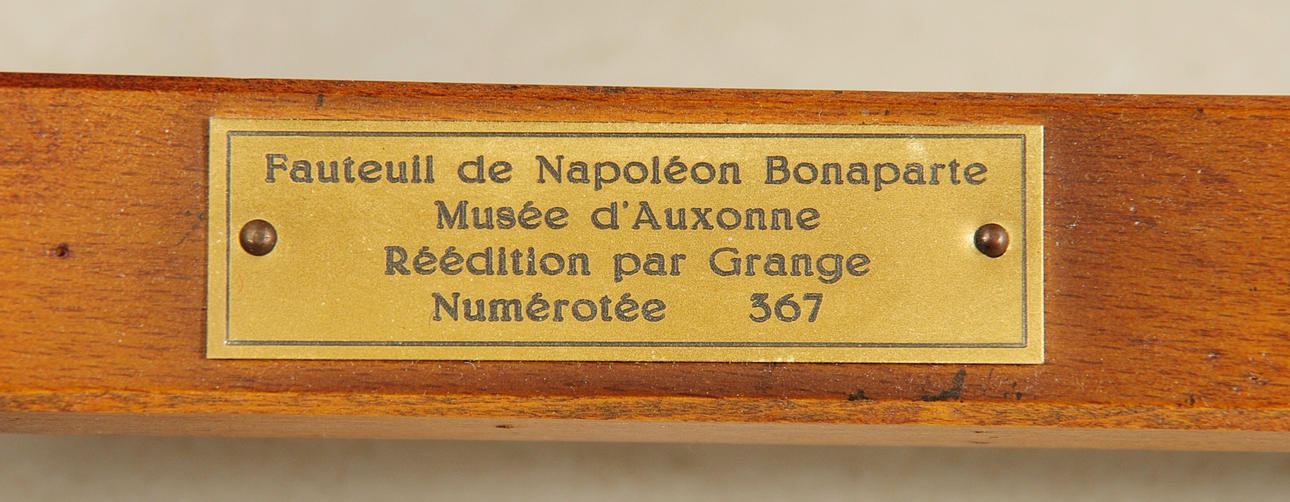 Fauteuil de Napoléon Bonaparte
Musée d'Auxonne
Réédition par Grange
Numérotée 367